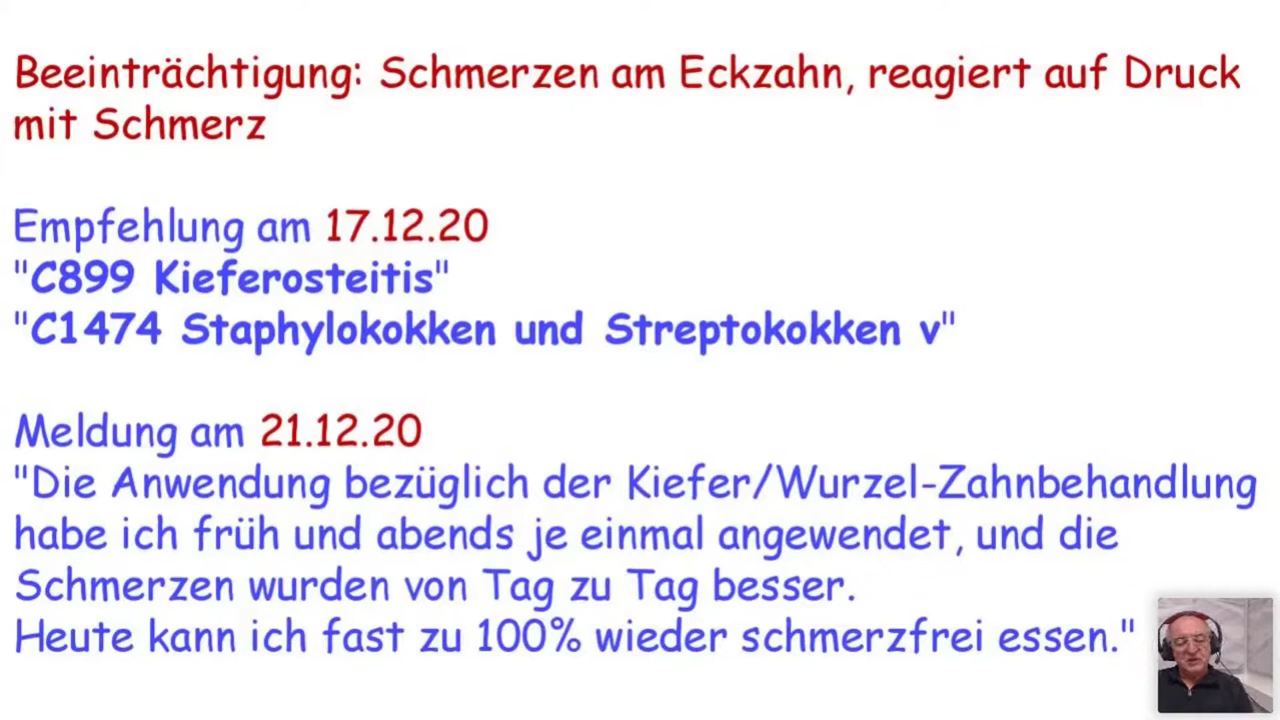 Beeinträchtigung: Schmerzen am Eckzahn, reagiert auf Druck
mit Schmerz
Empfehlung am 17.12.20
"C899 Kieferosteitis"
"C1474 Staphylokokken und Streptokokken v"
Meldung am 21.12.20
"Die Anwendung bezüglich der Kiefer/Wurzel-Zahnbehandlung
habe ich früh und abends je einmal angewendet, und die
Schmerzen wurden von Tag zu Tag besser.
Heute kann ich fast zu 100% wieder schmerzfrei essen."